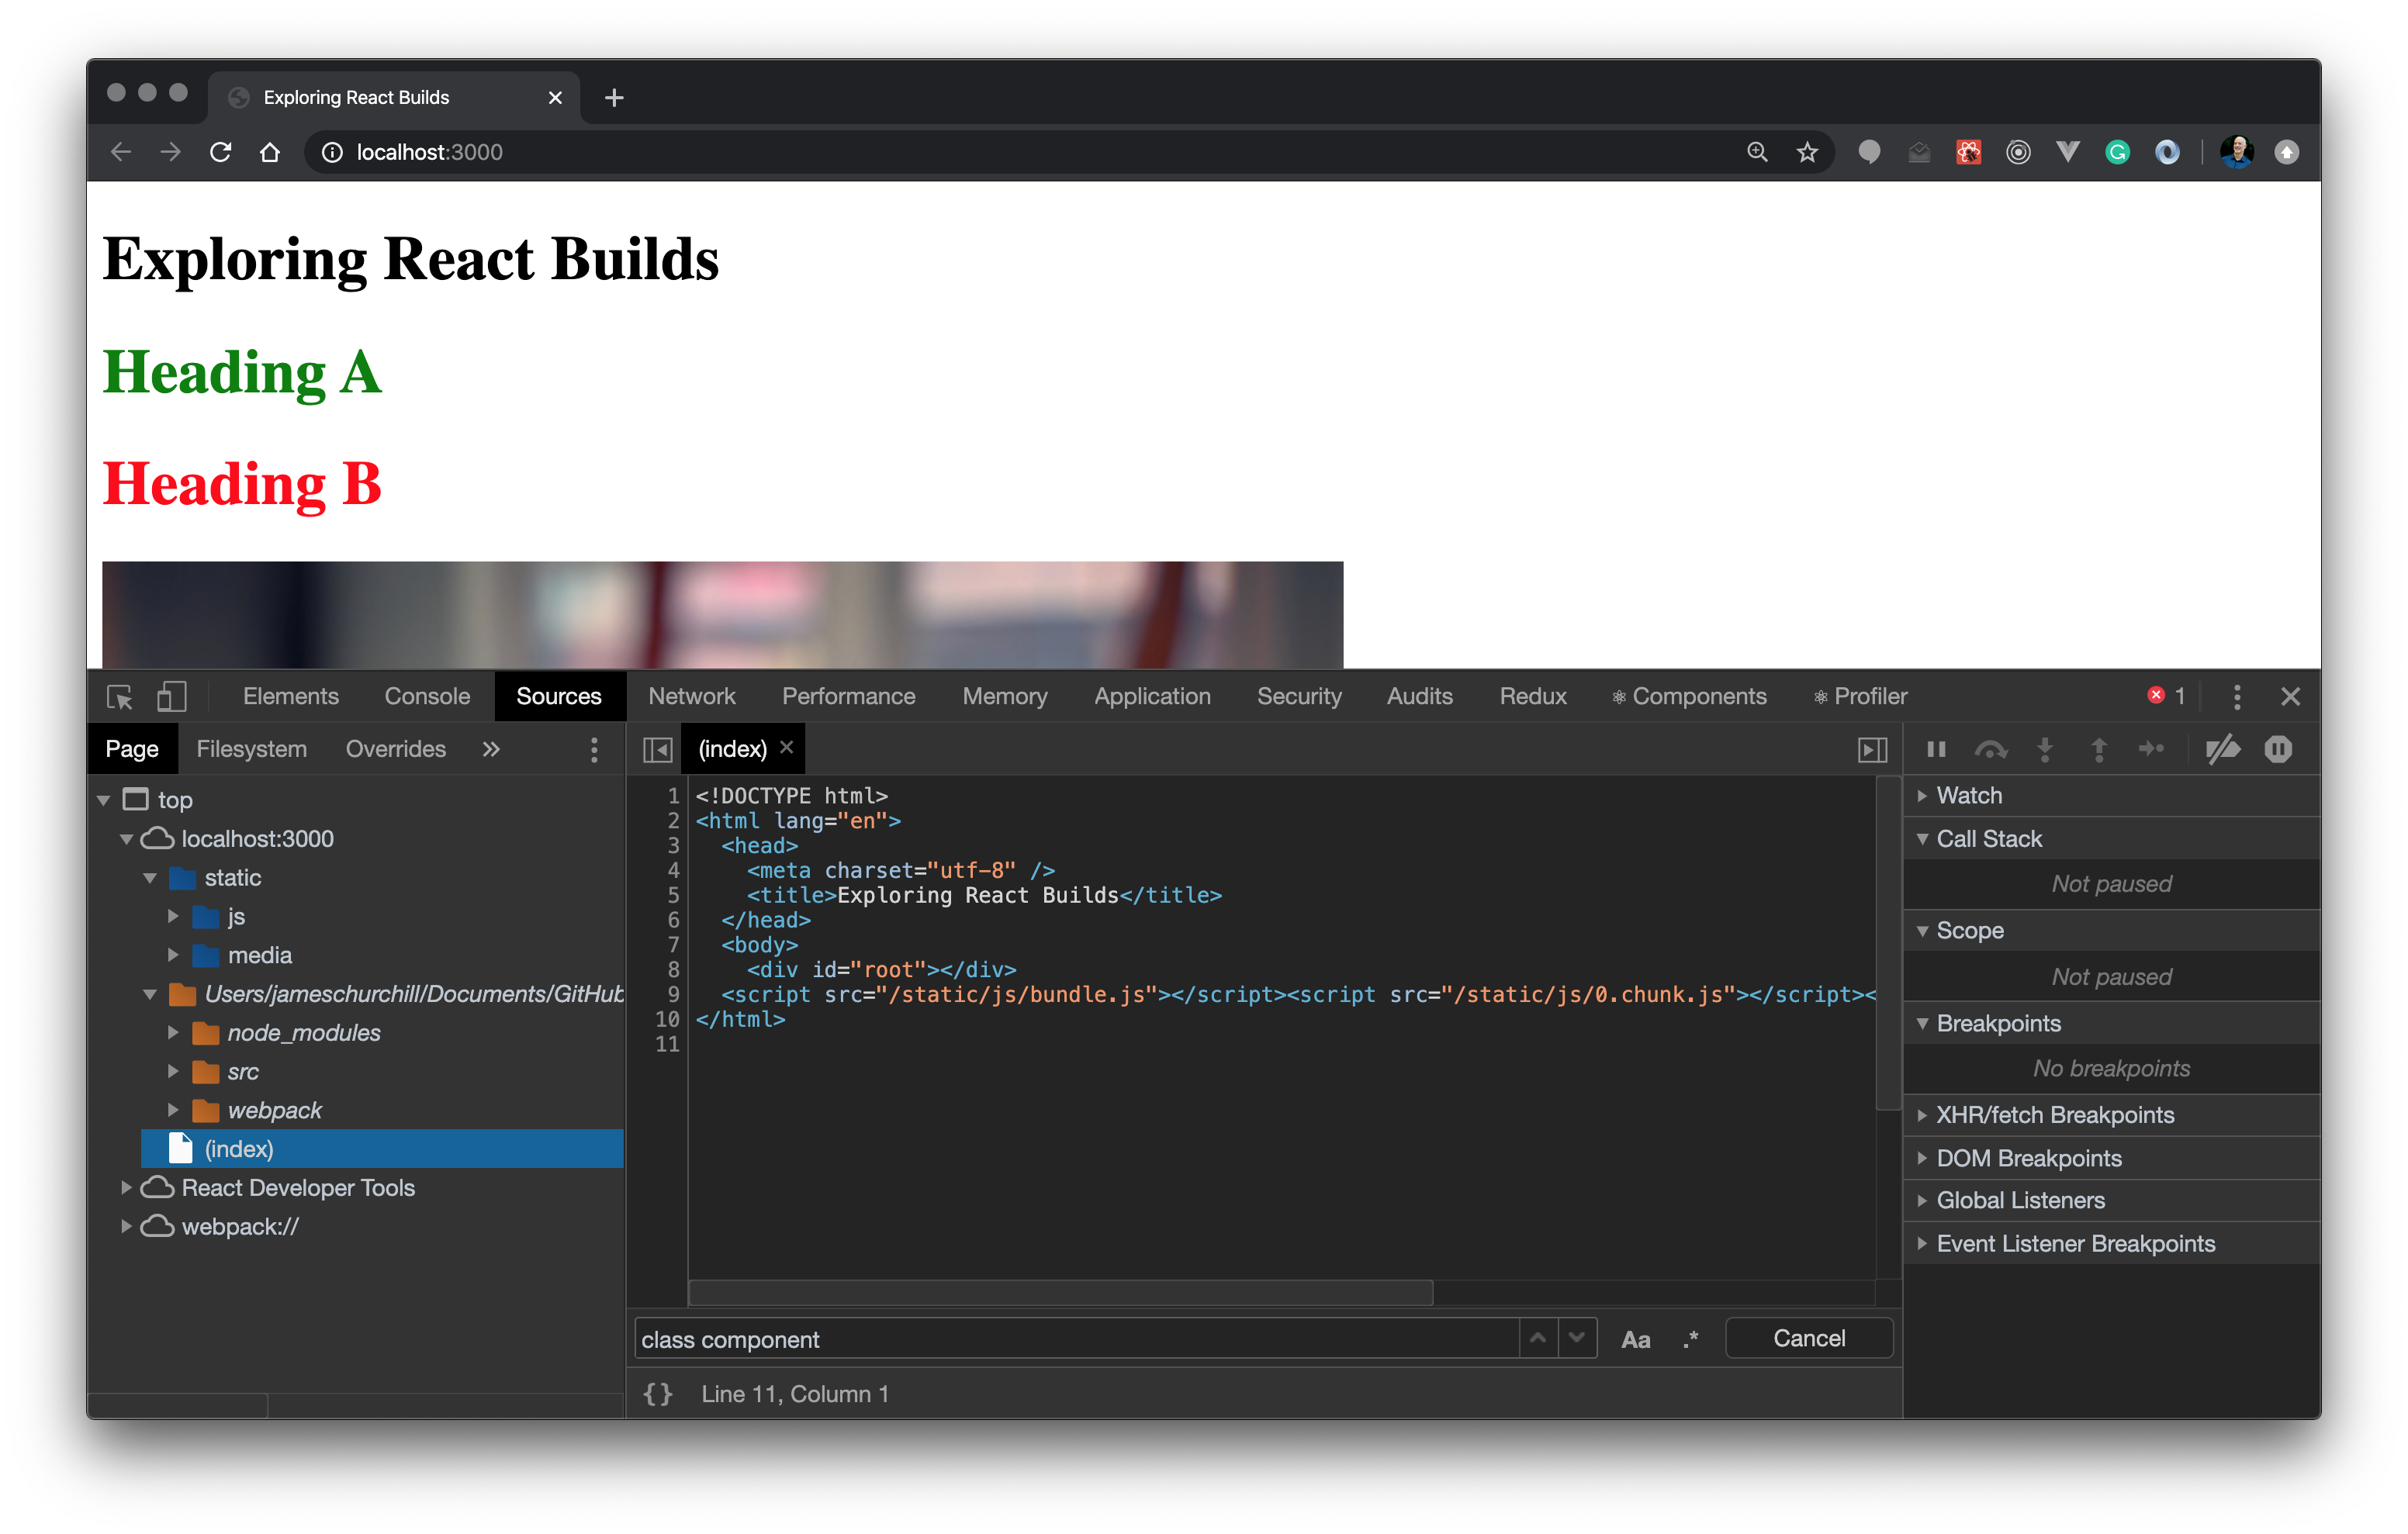 Exploring React Builds
localhost:3000
Exploring React Builds
Heading A
Heading B
Elements Console Sources Network Performance Memory Application Security Audits Redux Components Profiler 1
Page Filesystem Overrides
(index)
top
localhost:3000
static
js
media
Users/jameschurchill/Documents/GitHub
node_modules
src
webpack
(index)
React Developer Tools
webpack://
1 <!DOCTYPE html>
2 <html lang="en">
3 <head>
4 <meta charset="utf-8" />
5 <title>Exploring React Builds</title>
6 </head>
7 <body>
8 <div id="root"></div>
9 <script src="/static/js/bundle.js"></script><script src="/static/js/0.chunk.js"></script><
10 </html>
11
class component
Aa .* Cancel
{} Line 11, Column 1
Watch
Call Stack
Not paused
Scope
Not paused
Breakpoints
No breakpoints
XHR/fetch Breakpoints
DOM Breakpoints
Global Listeners
Event Listener Breakpoints